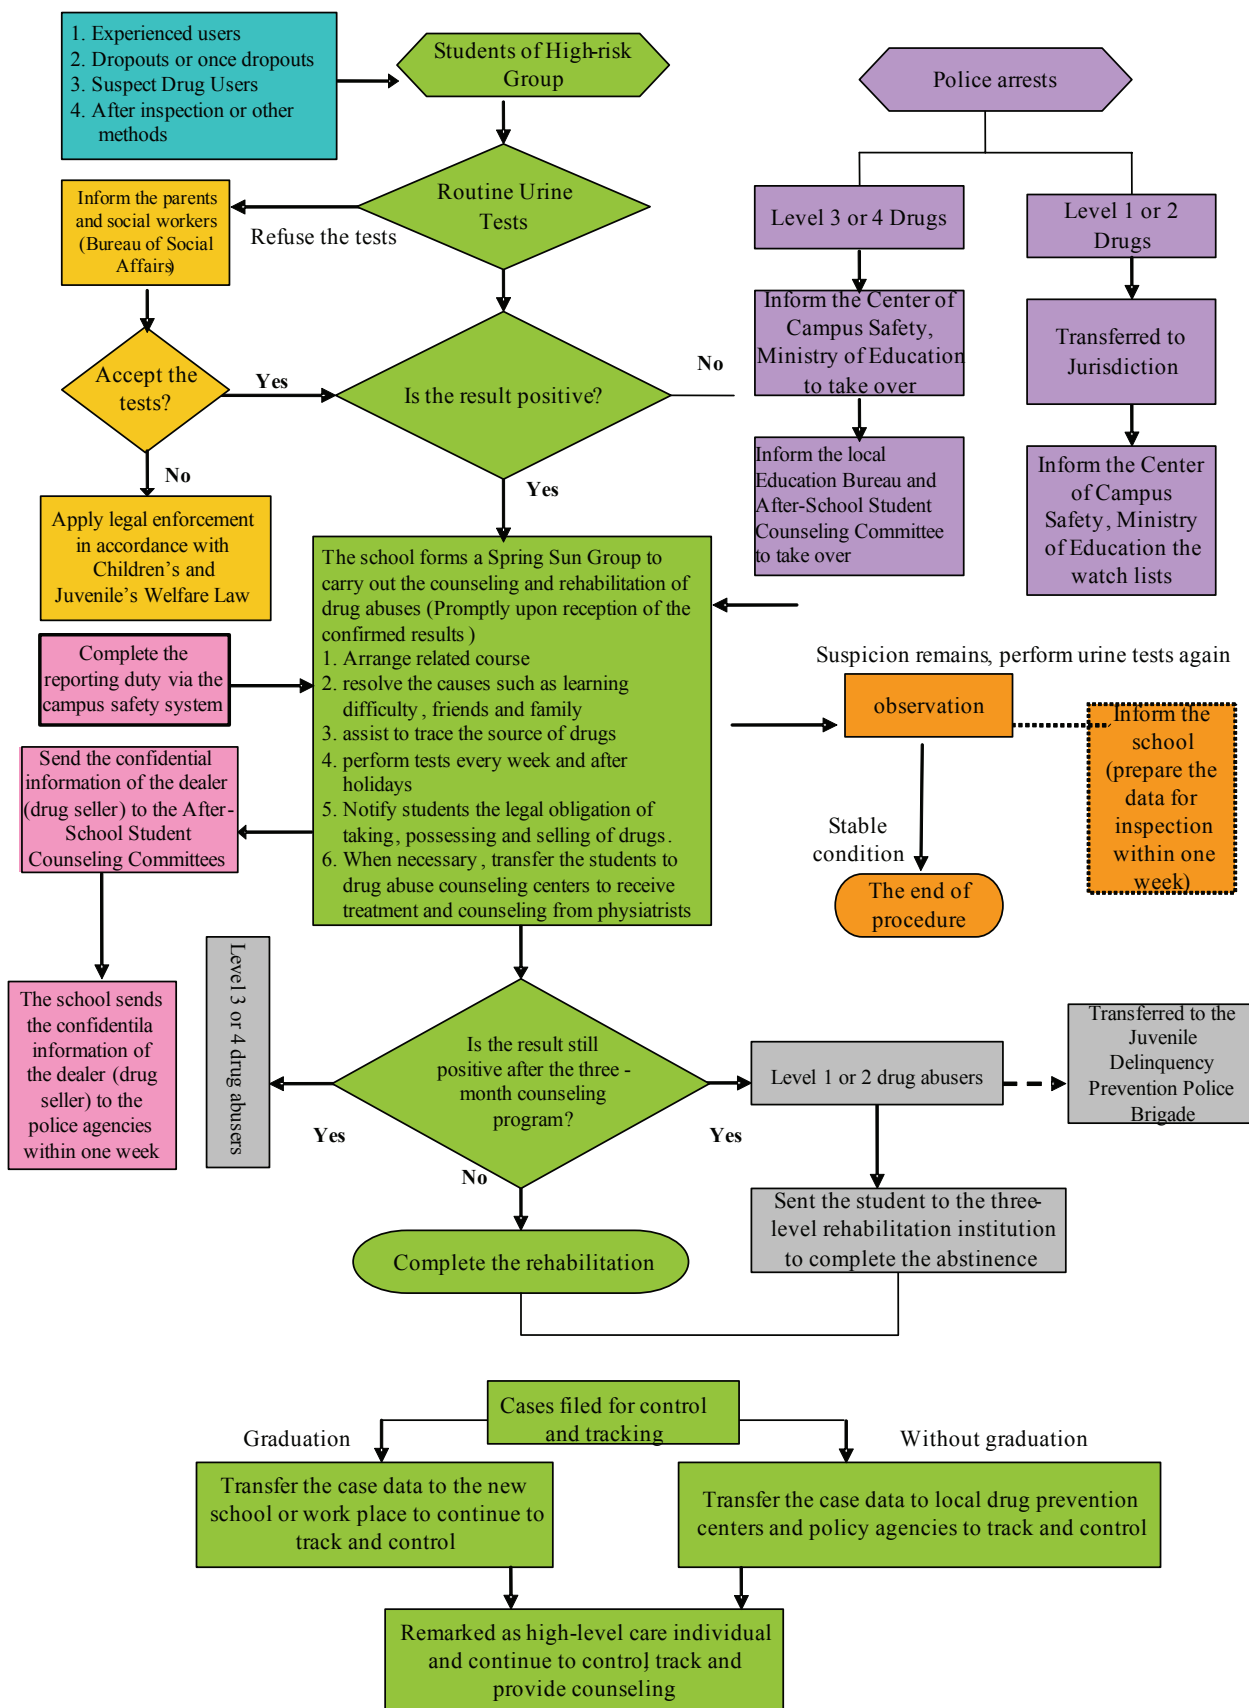 1. Experienced users
2. Dropouts or once dropouts
3. Suspect Drug Users
4. After inspection or other
methods
Students of High-risk
Group
Police arrests
Inform the parents
and social workers
(Bureau of Social
Affairs)
Refuse the tests
Routine Urine
Tests
Level 3 or 4 Drugs
Level 1 or 2
Drugs
Inform the Center of
Campus Safety,
Ministry of Education
to take over
Transferred to
Jurisdiction
Accept the
tests?
Yes
Is the result positive?
No
No
Yes
Inform the local
Education Bureau and
After-School Student
Counseling Committee
to take over
Inform the Center
of Campus
Safety, Ministry
of Education the
watch lists
Apply legal enforcement
in accordance with
Children's and
Juvenile's Welfare Law
The school forms a Spring Sun Group to
carry out the counseling and rehabilitation of
drug abuses (Promptly upon reception of the
confirmed results)
1. Arrange related course
2. resolve the causes such as learning
difficulty, friends and family
3. assist to trace the source of drugs
4. perform tests every week and after
holidays
5. Notify students the legal obligation of
taking, possessing and selling of drugs.
6. When necessary, transfer the students to
drug abuse counseling centers to receive
treatment and counseling from physiatrists
Complete the
reporting duty via the
campus safety system
Suspicion remains, perform urine tests again
observation
Inform the
school
(prepare the
data for
inspection
within one
week)
Send the confidential
information of the dealer
(drug seller) to the After-
School Student
Counseling Committees
Stable
condition
The end of
procedure
The school sends
the confidentila
information of
the dealer (drug
seller) to the
police agencies
within one week
Level 3 or 4 drug abusers
Is the result still
positive after the three-
month counseling
program?
Yes
No
Yes
Level 1 or 2 drug abusers
Transferred to the
Juvenile
Delinquency
Prevention Police
Brigade
Complete the rehabilitation
Sent the student to the three-
level rehabilitation institution
to complete the abstinence
Cases filed for control
and tracking
Graduation
Without graduation
Transfer the case data to the new
school or work place to continue to
track and control
Transfer the case data to local drug prevention
centers and policy agencies to track and control
Remarked as high-level care individual
and continue to control, track and
provide counseling